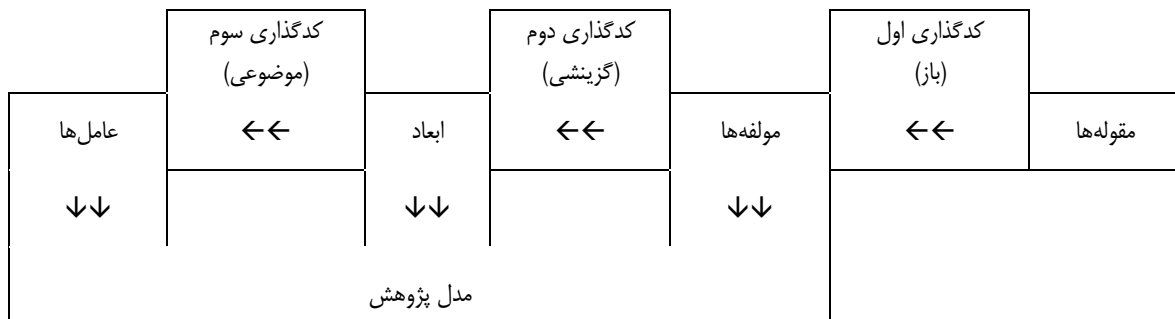 کدگذاری اول
(باز)
کدگذاری دوم
(گزینشی)
کدگذاری سوم
(موضوعی)
مقوله‌ها
←←
مولفه‌ها
←←
ابعاد
←←
عامل‌ها
↓↓
↓↓
↓↓
مدل پژوهش